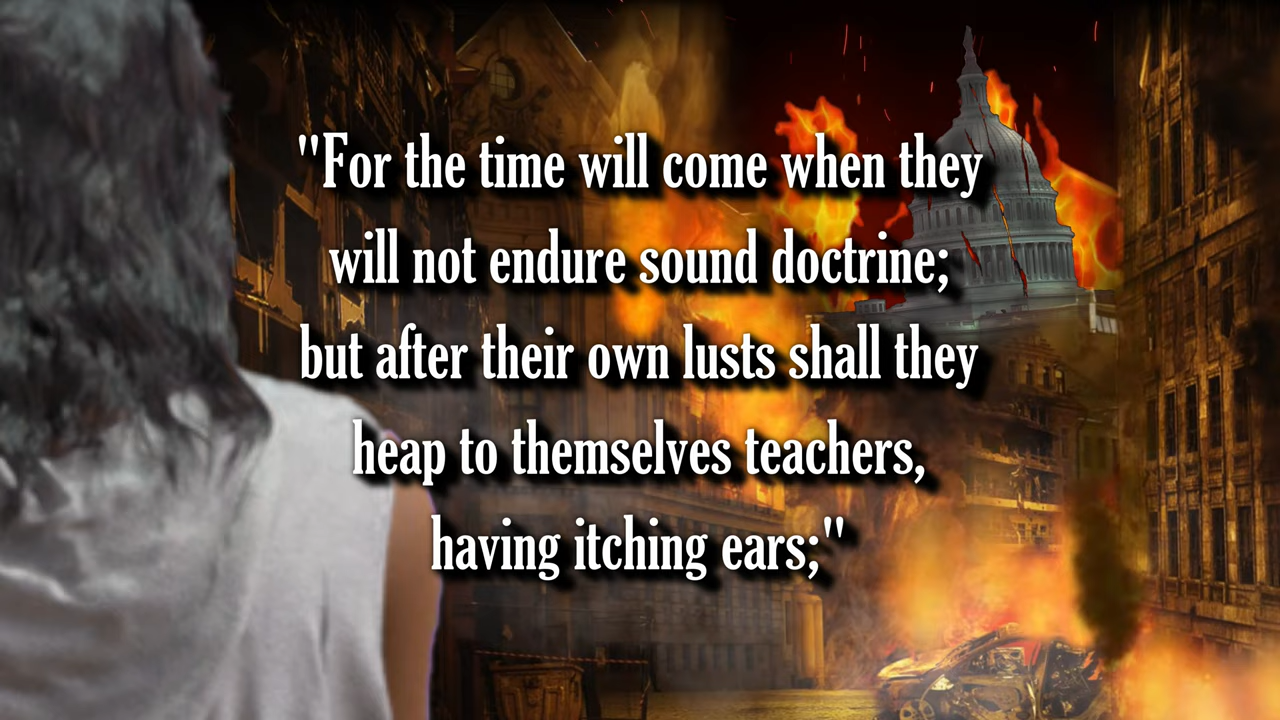 "For the time will come when they
will not endure sound doctrine;
but after their own lusts shall they
heap to themselves teachers,
having itching ears;"